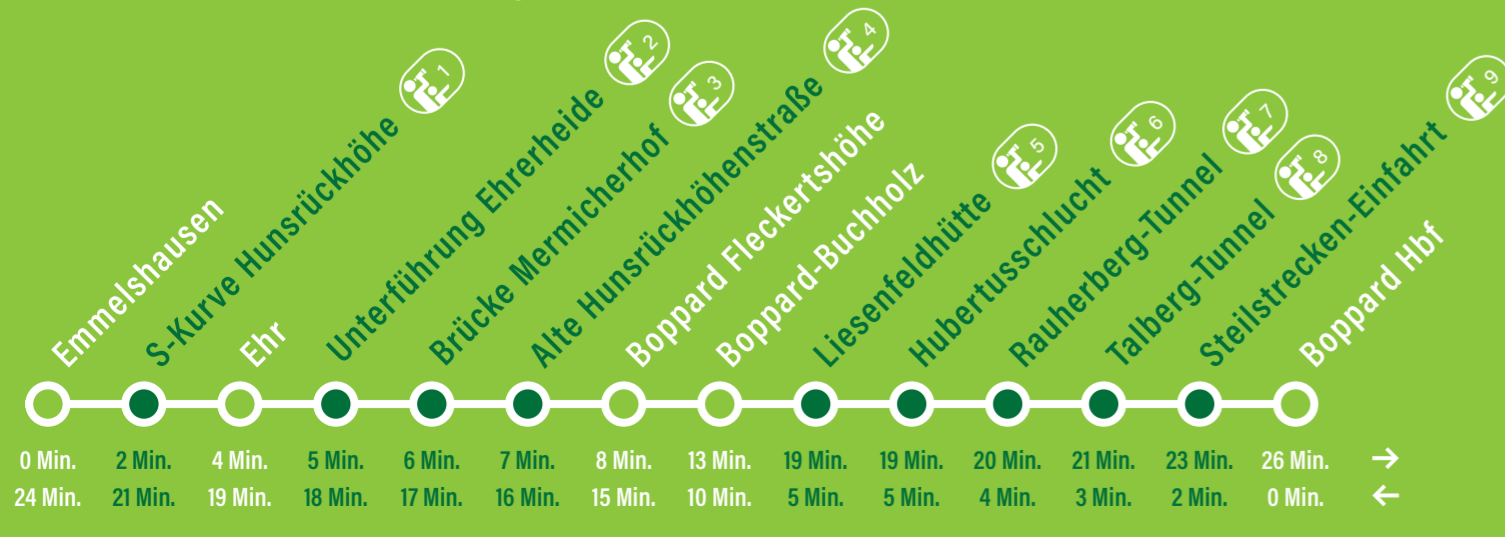 Emmelshausen
S-Kurve Hunsrückhöhe 1
Ehr
Unterführung Ehrerheide 2
Brücke Mermicherhof 3
Alte Hunsrückhöhenstraße 4
Boppard Fleckertshöhe
Boppard-Buchholz
Liesenfeldhütte 5
Hubertusschlucht 6
Rauherberg-Tunnel 7
Talberg-Tunnel 8
Steilstrecken-Einfahrt 9
Boppard Hbf
0 Min. 2 Min. 4 Min. 5 Min. 6 Min. 7 Min. 8 Min. 13 Min. 19 Min. 19 Min. 20 Min. 21 Min. 23 Min. 26 Min. →
24 Min. 21 Min. 19 Min. 18 Min. 17 Min. 16 Min. 15 Min. 10 Min. 5 Min. 5 Min. 4 Min. 3 Min. 2 Min. 0 Min. ←